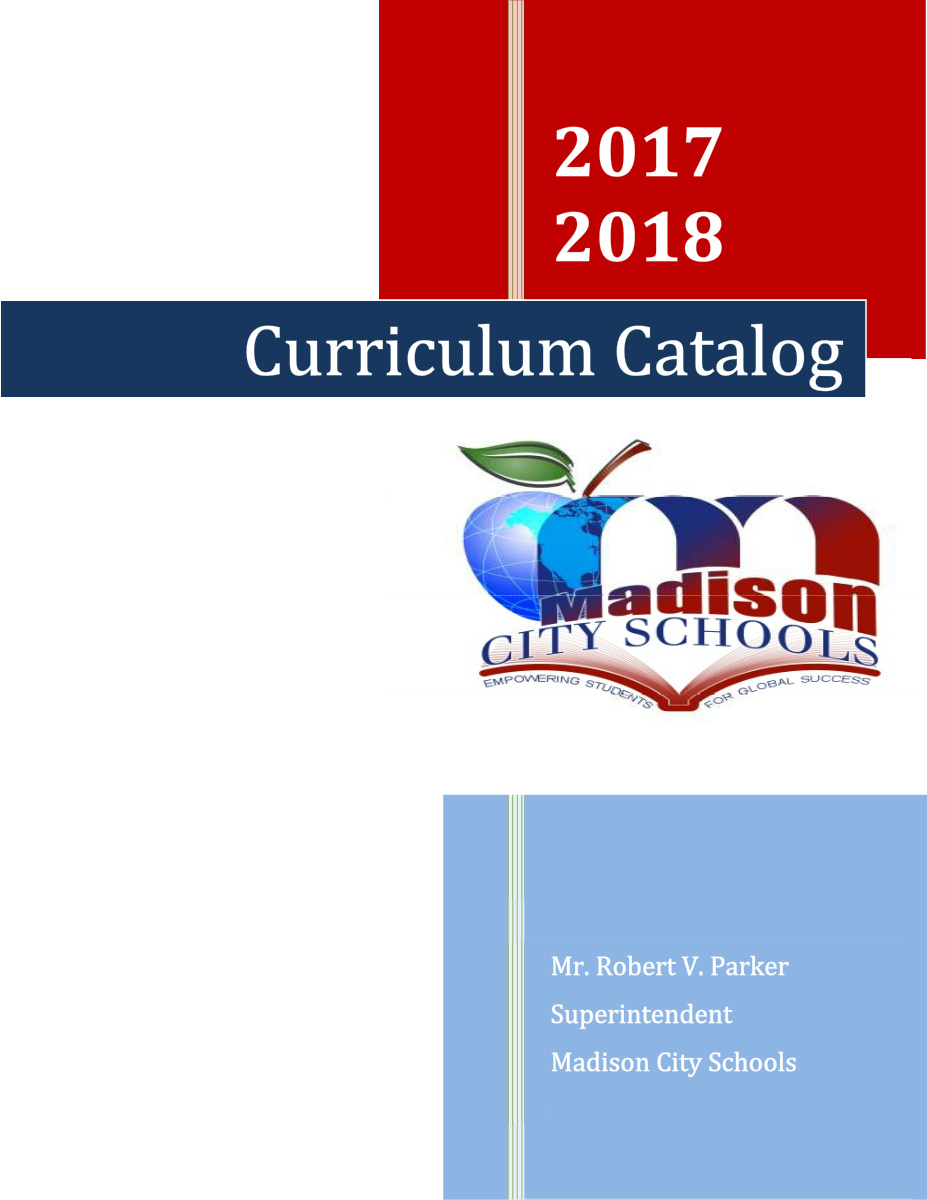 2017
2018
Curriculum Catalog
Madison
CITY SCHOOLS
EMPOWERING STUDENTS FOR GLOBAL SUCCESS
Mr. Robert V. Parker
Superintendent
Madison City Schools